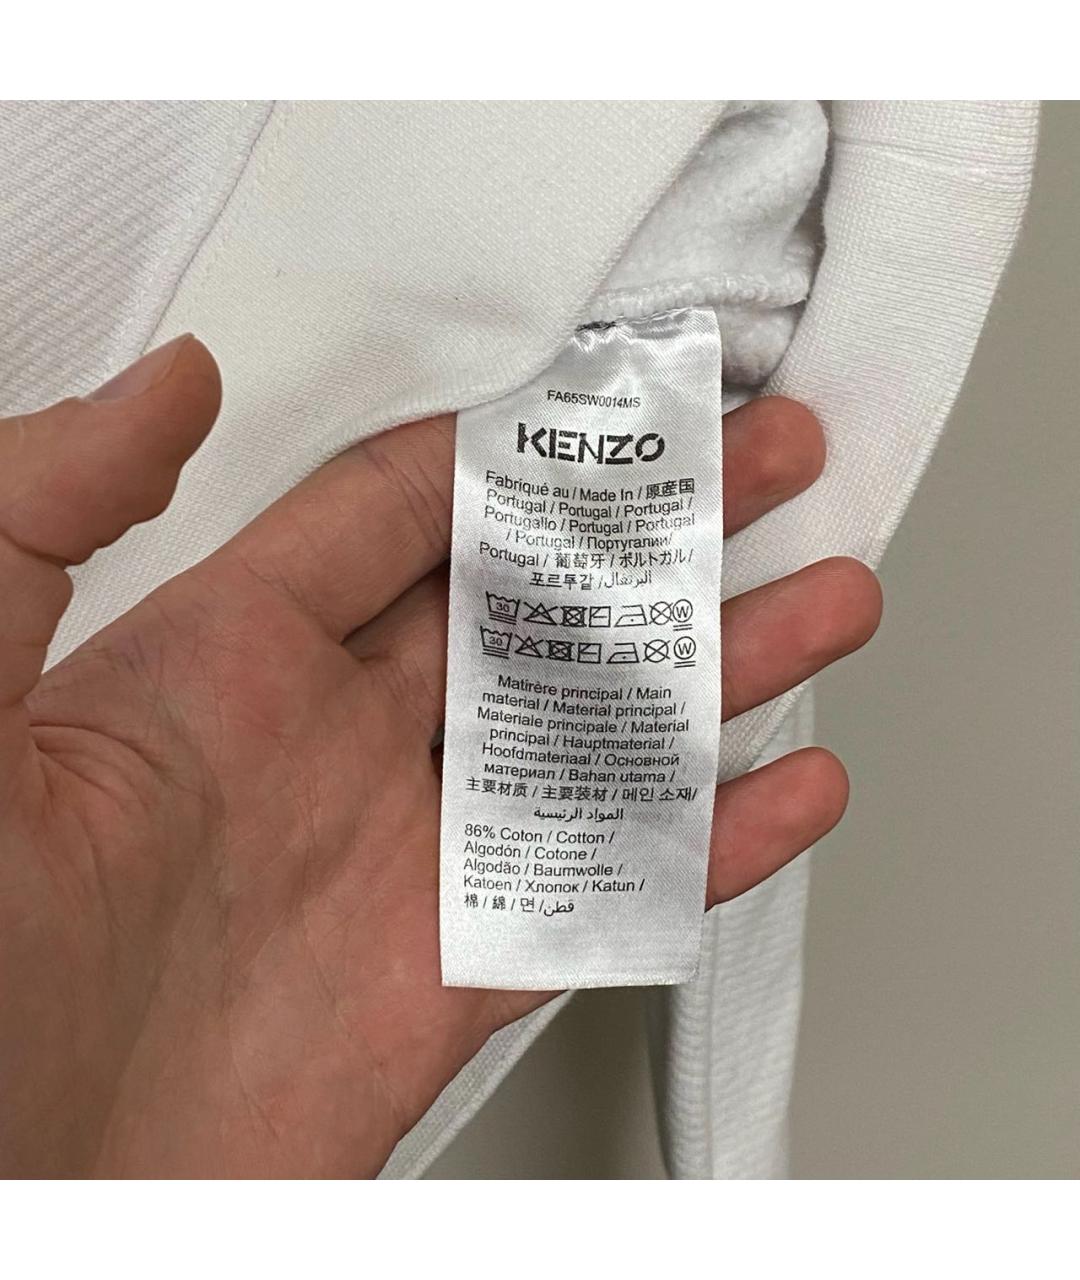 FA65SW0014MS
KENZO
Fabriqué au / Made In / 原産国
Portugal / Portugal / Portugal /
Portugallo / Portugal / Portugal
/ Portugal / Португалии/
Portugal / 葡萄牙 / ポルトガル /
포르투갈 /البرتغال
30 W
30 W
Matirère principal / Main
material / Material principal /
Materiale principale / Material
principal / Hauptmaterial /
Hoofdmateriaal / Основной
материал / Bahan utama /
主要材质 / 主要装材 / 메인 소재/
المواد الرئيسية
86% Coton / Cotton /
Algodón / Cotone /
Algodão / Baumwolle /
Katoen / Хлопок / Katun /
棉 / 綿 / 면 /قطن